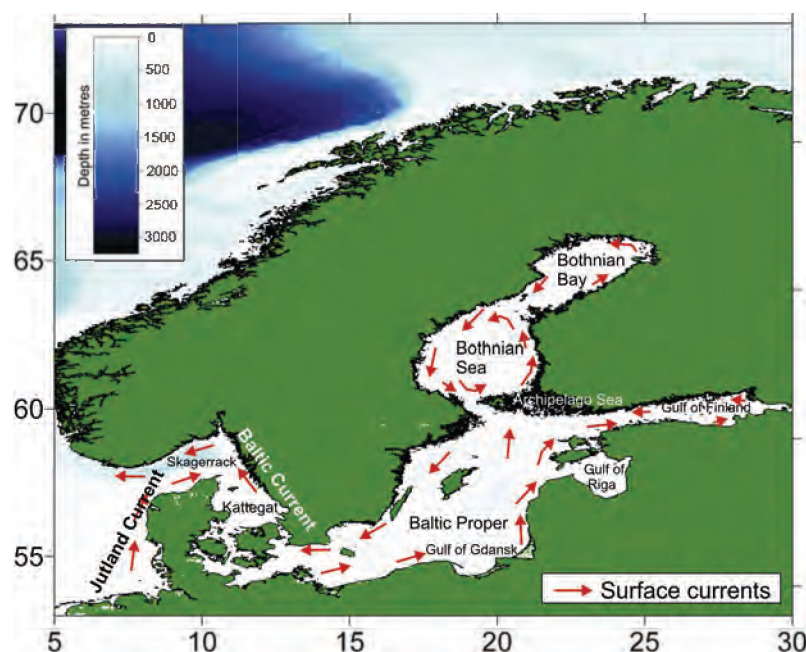 0
500
1000
1500
2000
2500
3000
Depth in metres
70
65
60
55
Bothnian
Bay
Bothnian
Sea
Archipelago Sea
Gulf of Finland
Skagerrack
Baltic Current
Kattegat
Jutland Current
Gulf of
Riga
Baltic Proper
Gulf of Gdansk
Surface currents
5
10
15
20
25
30